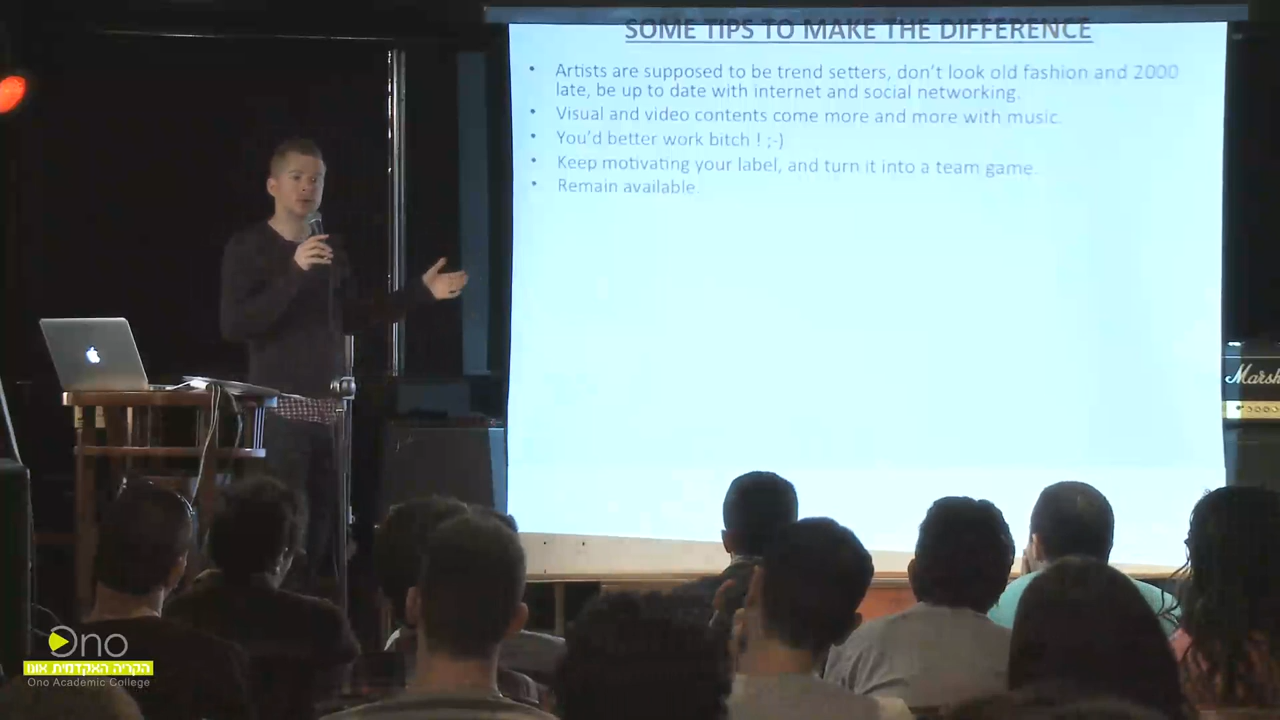 SOME TIPS TO MAKE THE DIFFERENCE
• Artists are supposed to be trend setters, don't look old fashion and 2000
late, be up to date with internet and social networking.
• Visual and video contents come more and more with music.
• You'd better work bitch ! ;-)
• Keep motivating your label, and turn it into a team game.
• Remain available.
Marsh
Ono
הקריה האקדמית אונו
Ono Academic College